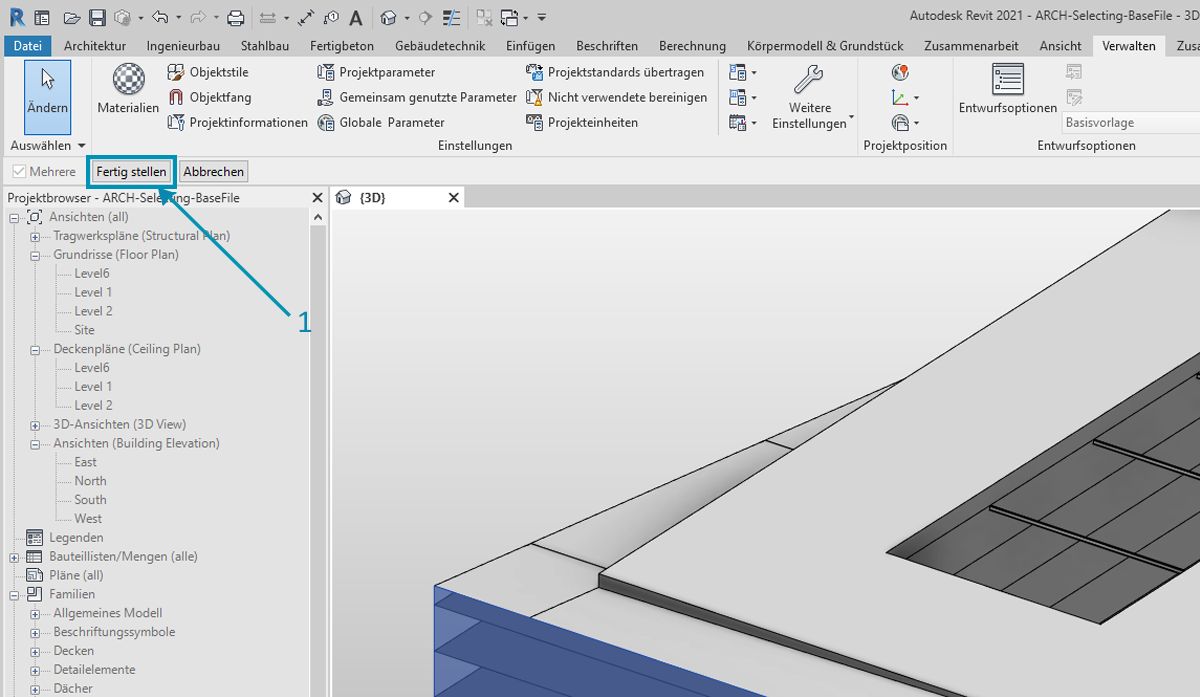 Autodesk Revit 2021 - ARCH-Selecting-BaseFile - 3D
Datei Architektur Ingenieurbau Stahlbau Fertigbeton Gebäudetechnik Einfügen Beschriften Berechnung Körpermodell & Grundstück Zusammenarbeit Ansicht Verwalten Zusa
Ändern
Auswählen
Materialien
Objektstile
Objektfang
Projektinformationen
Projektparameter
Gemeinsam genutzte Parameter
Globale Parameter
Projektstandards übertragen
Nicht verwendete bereinigen
Projekteinheiten
Einstellungen
Weitere
Einstellungen
Projektposition
Entwurfsoptionen
Basisvorlage
Entwurfsoptionen
Mehrere Fertig stellen Abbrechen
Projektbrowser - ARCH-Selecting-BaseFile
{3D}
Ansichten (all)
Tragwerkspläne (Structural Plan)
Grundrisse (Floor Plan)
Level6
Level 1
Level 2
Site
Deckenpläne (Ceiling Plan)
Level6
Level 1
Level 2
3D-Ansichten (3D View)
Ansichten (Building Elevation)
East
North
South
West
Legenden
Bauteillisten/Mengen (alle)
Pläne (all)
Familien
Allgemeines Modell
Beschriftungssymbole
Decken
Detailelemente
Dächer
1